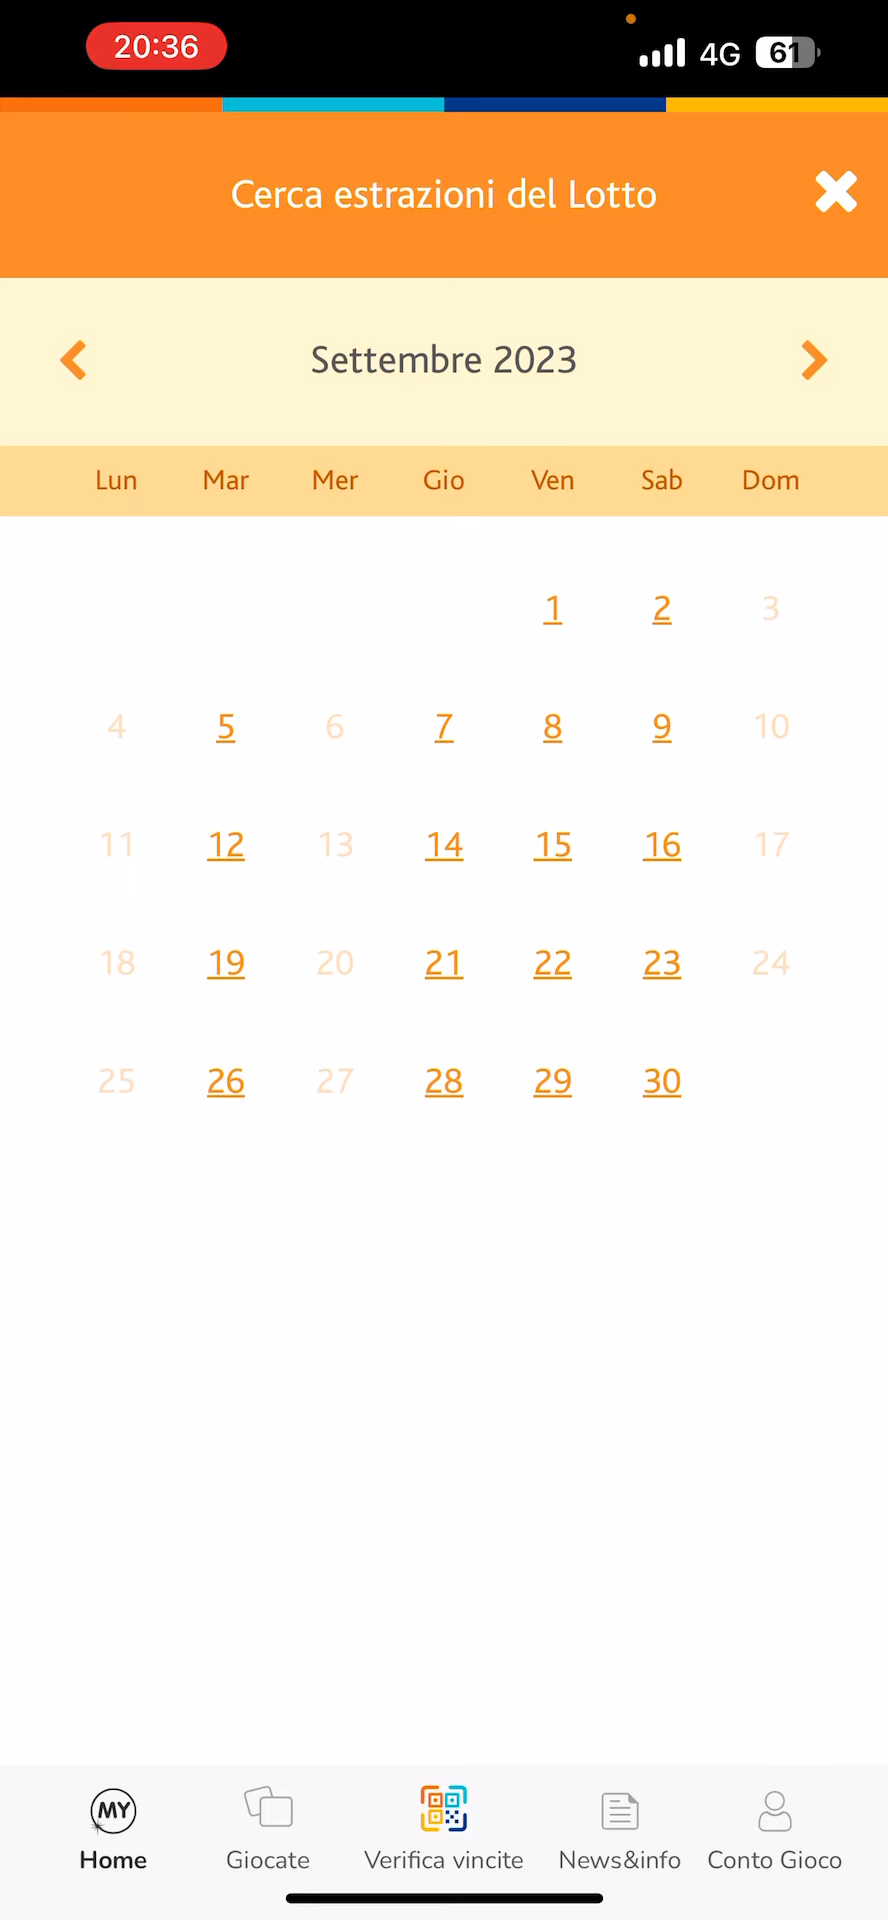 20:36
4G 61
Cerca estrazioni del Lotto
Settembre 2023
Lun Mar Mer Gio Ven Sab Dom
1 2 3
4 5 6 7 8 9 10
11 12 13 14 15 16 17
18 19 20 21 22 23 24
25 26 27 28 29 30
MY
Home Giocate Verifica vincite News&info Conto Gioco